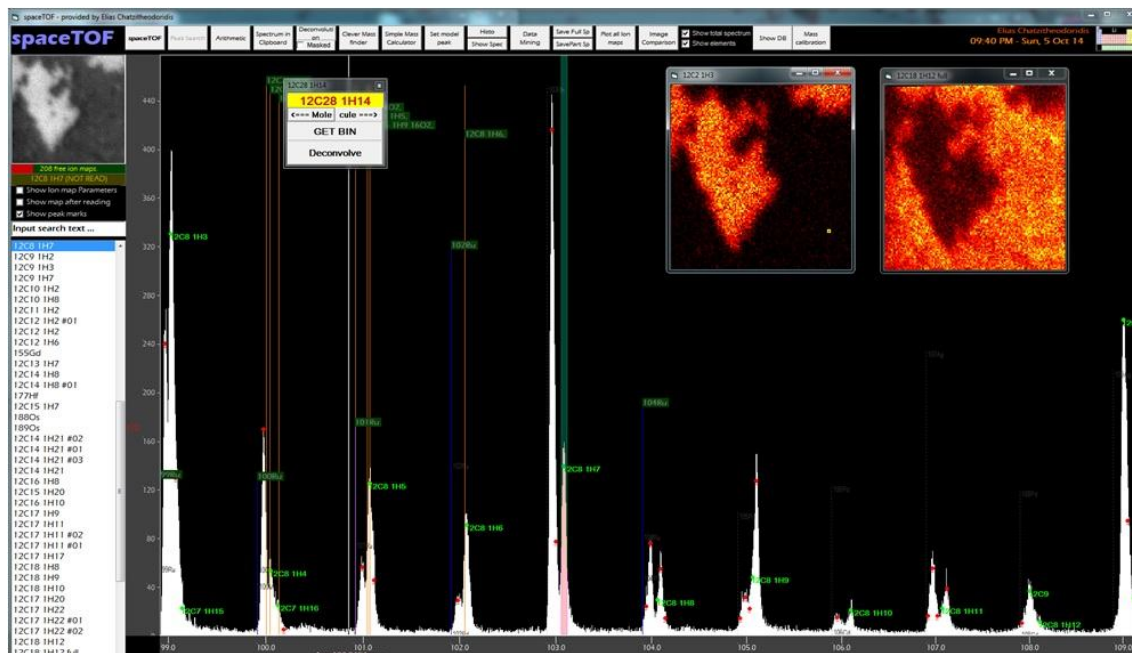 spaceTOF - provided by Elias Chatzitheodoridis
spaceTOF
spaceTOF
Peak Search
Arithmetic
Spectrum in Clipboard
Deconvoluti on
Masked
Clever Mass finder
Simple Mass Calculator
Set model peak
Histo
Show Spec
Data Mining
Save Full Sp
SavePart Sp
Plot all Ion maps
Image Comparison
Show total spectrum
Show elements
Show DB
Mass calibration
Elias Chatzitheodoridis
09:40 PM - Sun, 5 Oct 14
208 free ion maps
12C8 1H7 (NOT READ)
Show Ion map Parameters
Show map after reading
Show peak marks
Input search text ...
12C8 1H7
12C9 1H2
12C9 1H3
12C9 1H7
12C10 1H2
12C10 1H8
12C11 1H2
12C12 1H2 #01
12C12 1H2
12C12 1H6
155Gd
12C13 1H7
12C14 1H8
12C14 1H8 #01
177Hf
12C15 1H7
188Os
189Os
12C14 1H21 #02
12C14 1H21 #01
12C14 1H21 #03
12C14 1H21
12C16 1H8
12C15 1H20
12C16 1H10
12C17 1H9
12C17 1H11
12C17 1H11 #02
12C17 1H11 #01
12C17 1H17
12C18 1H8
12C18 1H9
12C18 1H10
12C17 1H20
12C17 1H22
12C17 1H22 #01
12C17 1H22 #02
12C18 1H12
12C18 1H12 full
12C28 1H14
12C28 1H14
<=== Mole
cule ===>
GET BIN
Deconvolve
12C2 1H3
12C18 1H12 full
440
400
360
320
280
240
200
160
120
80
40
0
12C8 1H3
12C7 1H15
99Ru
100Ru
12C8 1H4
12C7 1H16
101Ru
12C8 1H5
102Ru
12C8 1H6,
12C8 1H6
12C8 1H7
104Ru
12C8 1H8
12C8 1H9
12C8 1H10
12C8 1H11
12C9
12C8 1H12
99.0
100.0
101.0
102.0
103.0
104.0
105.0
106.0
107.0
108.0
109.0